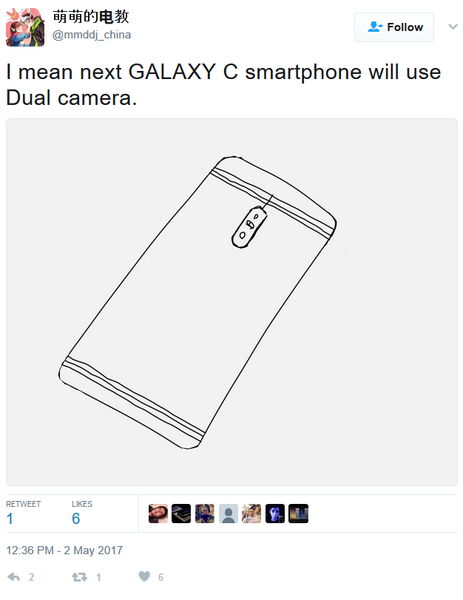 萌萌的电教
@mmddj_china
Follow
I mean next GALAXY C smartphone will use
Dual camera.
RETWEET
LIKES
1
6
12:36 PM - 2 May 2017
2
1
6